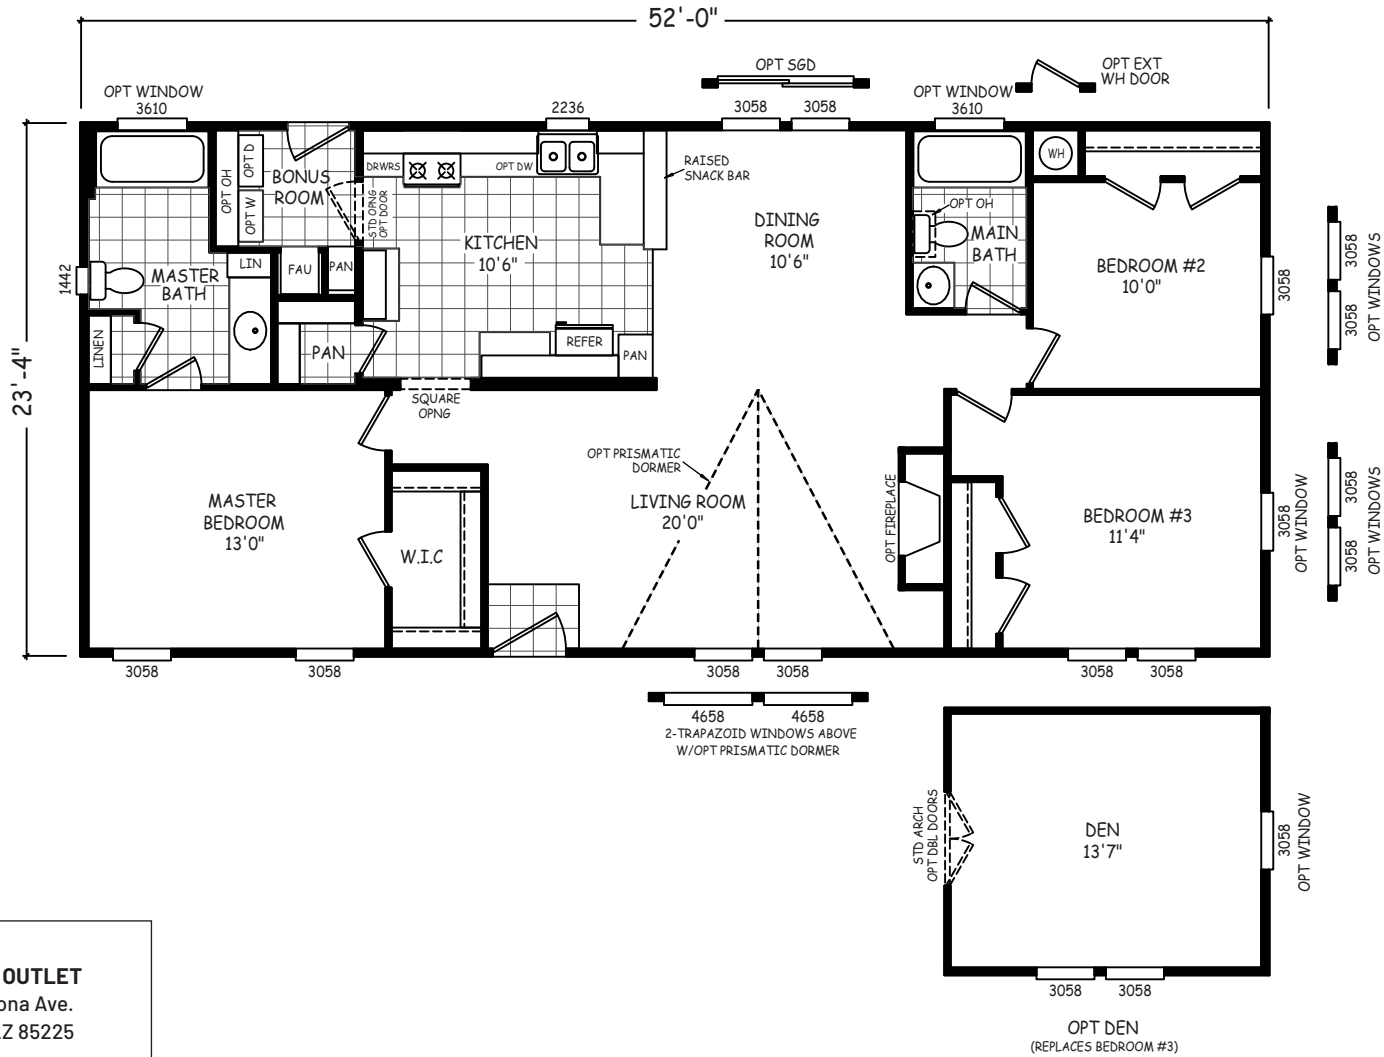 52'-0"
OPT SGD
OPT EXT
WH DOOR
OPT WINDOW
3610
2236
3058
3058
OPT WINDOW
3610
OPT OH
OPT D
OPT W
BONUS
ROOM
STD OPNG
OPT DOOR
DRWRS
OPT DW
RAISED
SNACK BAR
KITCHEN
10'6"
DINING
ROOM
10'6"
OPT OH
MAIN
BATH
WH
BEDROOM #2
10'0"
3058
3058
3058
OPT WINDOWS
1442
MASTER
BATH
LIN
FAU
PAN
LINEN
PAN
REFER
PAN
SQUARE
OPNG
23'-4"
MASTER
BEDROOM
13'0"
W.I.C
OPT PRISMATIC
DORMER
LIVING ROOM
20'0"
OPT FIREPLACE
BEDROOM #3
11'4"
3058
OPT WINDOW
3058
3058
OPT WINDOWS
3058
3058
3058
3058
3058
3058
4658
4658
2-TRAPAZOID WINDOWS ABOVE
W/OPT PRISMATIC DORMER
STD ARCH
OPT DBL DOORS
DEN
13'7"
3058
OPT WINDOW
3058
3058
OPT DEN
(REPLACES BEDROOM #3)
OUTLET
ona Ave.
AZ 85225